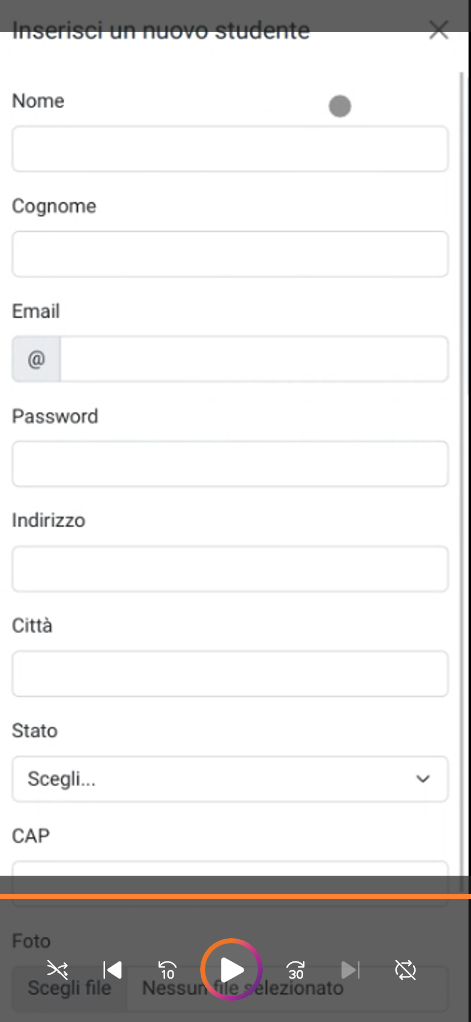 Inserisci un nuovo studente
Nome
Cognome
Email
@
Password
Indirizzo
Città
Stato
Scegli...
CAP
Foto
10
30
Scegli file Nessun file selezionato